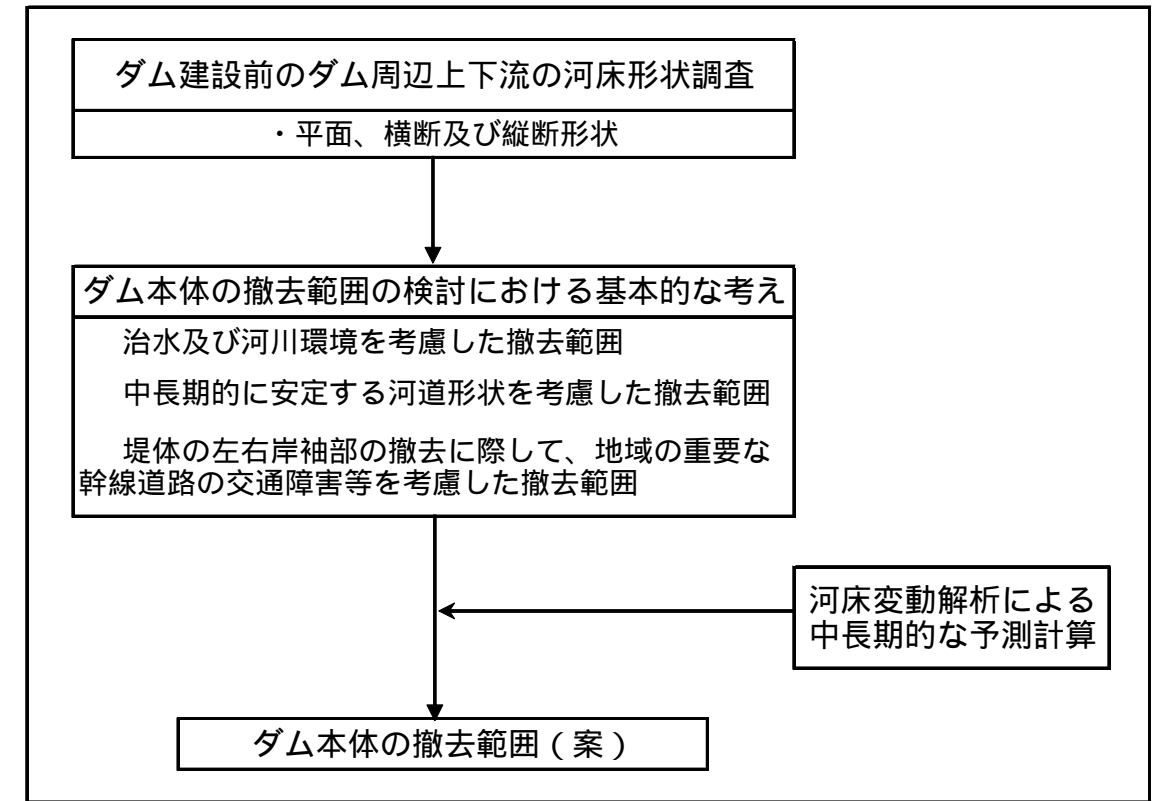 ダム建設前のダム周辺上下流の河床形状調査
・平面、横断及び縦断形状
ダム本体の撤去範囲の検討における基本的な考え
治水及び河川環境を考慮した撤去範囲
中長期的に安定する河道形状を考慮した撤去範囲
堤体の左右岸袖部の撤去に際して、地域の重要な
幹線道路の交通障害等を考慮した撤去範囲
河床変動解析による
中長期的な予測計算
ダム本体の撤去範囲（案）